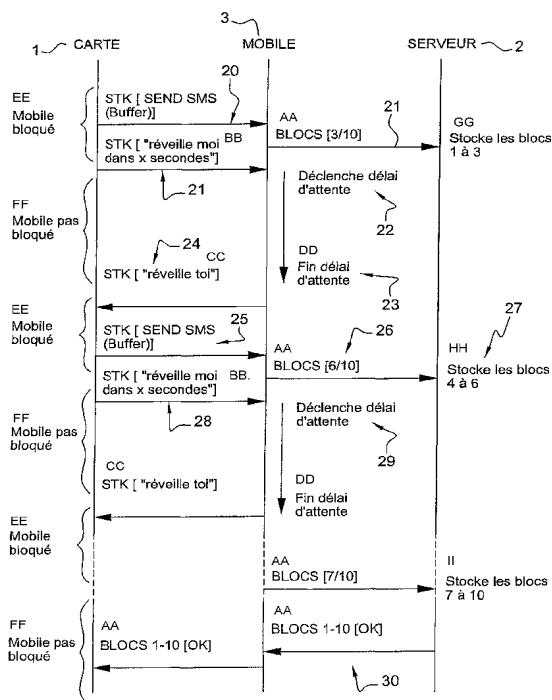 1 CARTE
3
MOBILE
SERVEUR 2
EE
Mobile
bloqué
STK [ SEND SMS
(Buffer)]
20
AA
BLOCS [3/10]
21
GG
Stocke les blocs
1 à 3
STK [ "réveille moi
dans x secondes"]
BB
21
Déclenche délai
d'attente
22
FF
Mobile pas
bloqué
24
CC
STK [ "réveille toi"]
DD
Fin délai
d'attente
23
EE
Mobile
bloqué
STK [ SEND SMS
(Buffer)]
25
AA
BLOCS [6/10]
26
27
HH
Stocke les blocs
4 à 6
STK [ "réveille moi
dans x secondes"]
BB.
28
Déclenche délai
d'attente
29
FF
Mobile pas
bloqué
CC
STK [ "réveille toi"]
DD
Fin délai
d'attente
EE
Mobile
bloqué
AA
BLOCS [7/10]
II
Stocke les blocs
7 à 10
FF
Mobile pas
bloqué
AA
BLOCS 1-10 [OK]
AA
BLOCS 1-10 [OK]
30